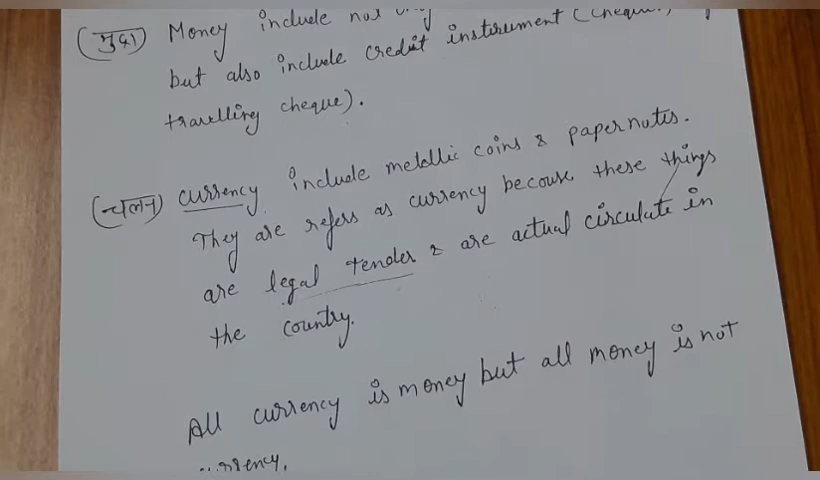 (मुद्रा) Money include not
but also include credit instrument (cheque,
travelling cheque).
(चलन) currency include metallic coins & paper notes.
They are refers as currency becouse these things
are legal tender & are actual circulate in
the country.
All currency is money but all money is not
currency.